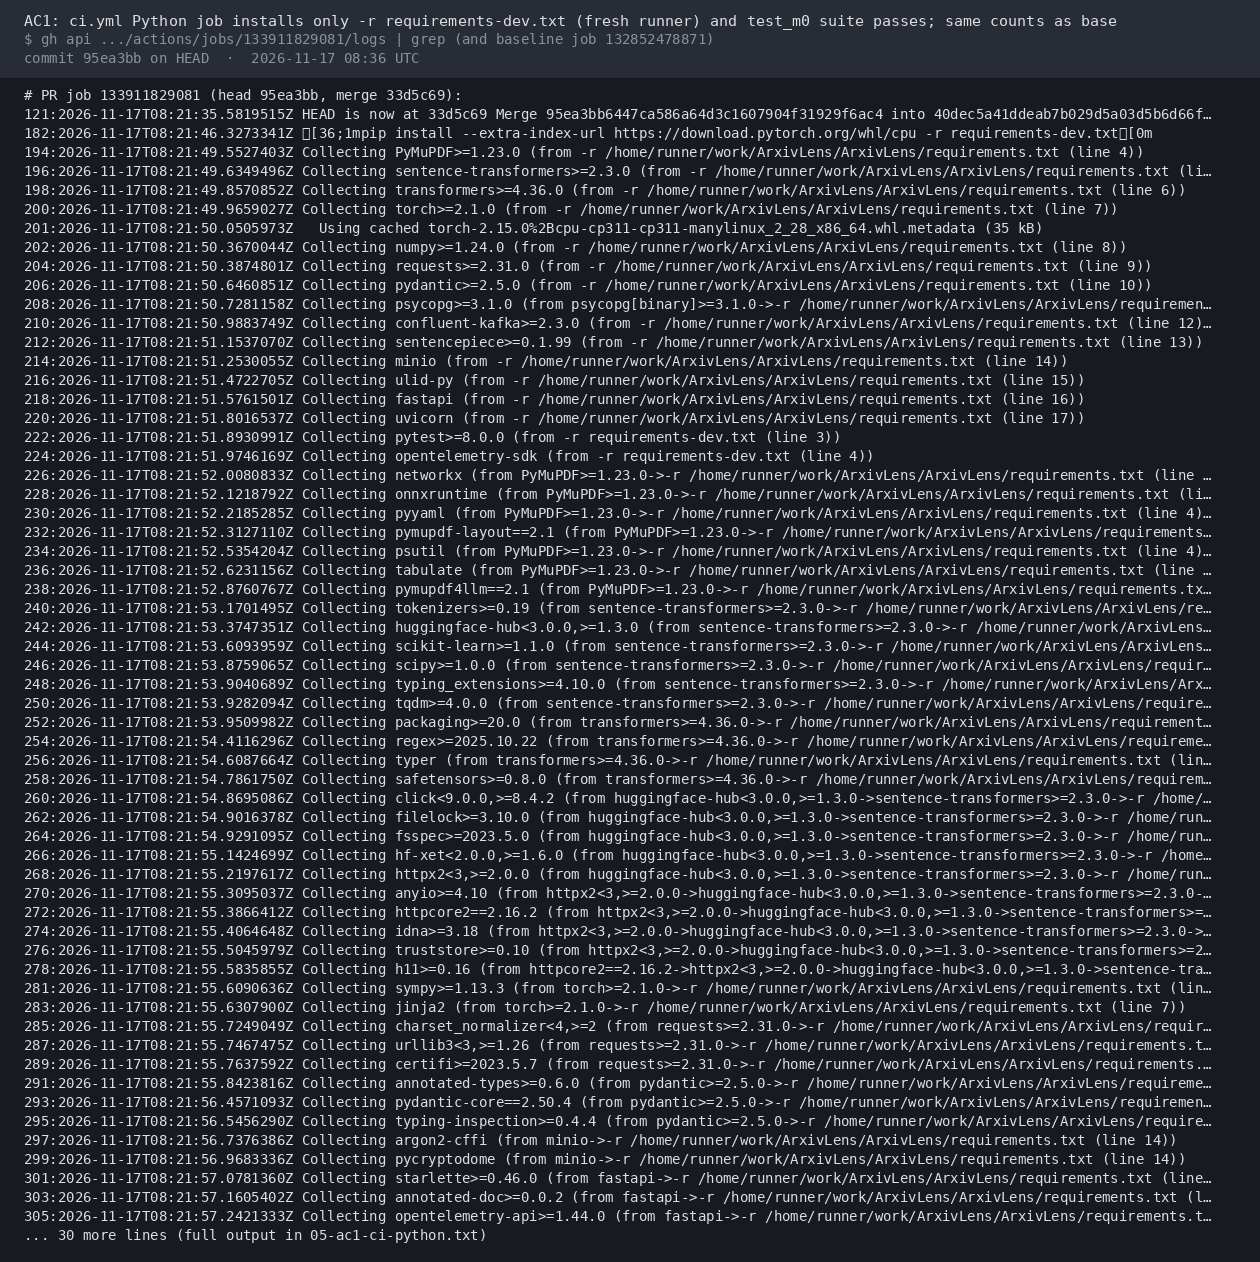 AC1: ci.yml Python job installs only -r requirements-dev.txt (fresh runner) and test_m0 suite passes; same counts as base
$ gh api .../actions/jobs/133911829081/logs | grep (and baseline job 132852478871)
commit 95ea3bb on HEAD · 2026-11-17 08:36 UTC
# PR job 133911829081 (head 95ea3bb, merge 33d5c69):
121:2026-11-17T08:21:35.5819515Z HEAD is now at 33d5c69 Merge 95ea3bb6447ca586a64d3c1607904f31929f6ac4 into 40dec5a41ddeab7b029d5a03d5b6d66f…
182:2026-11-17T08:21:46.3273341Z [36;1mpip install --extra-index-url https://download.pytorch.org/whl/cpu -r requirements-dev.txt[0m
194:2026-11-17T08:21:49.5527403Z Collecting PyMuPDF>=1.23.0 (from -r /home/runner/work/ArxivLens/ArxivLens/requirements.txt (line 4))
196:2026-11-17T08:21:49.6349496Z Collecting sentence-transformers>=2.3.0 (from -r /home/runner/work/ArxivLens/ArxivLens/requirements.txt (li…
198:2026-11-17T08:21:49.8570852Z Collecting transformers>=4.36.0 (from -r /home/runner/work/ArxivLens/ArxivLens/requirements.txt (line 6))
200:2026-11-17T08:21:49.9659027Z Collecting torch>=2.1.0 (from -r /home/runner/work/ArxivLens/ArxivLens/requirements.txt (line 7))
201:2026-11-17T08:21:50.0505973Z   Using cached torch-2.15.0%2Bcpu-cp311-cp311-manylinux_2_28_x86_64.whl.metadata (35 kB)
202:2026-11-17T08:21:50.3670044Z Collecting numpy>=1.24.0 (from -r /home/runner/work/ArxivLens/ArxivLens/requirements.txt (line 8))
204:2026-11-17T08:21:50.3874801Z Collecting requests>=2.31.0 (from -r /home/runner/work/ArxivLens/ArxivLens/requirements.txt (line 9))
206:2026-11-17T08:21:50.6460851Z Collecting pydantic>=2.5.0 (from -r /home/runner/work/ArxivLens/ArxivLens/requirements.txt (line 10))
208:2026-11-17T08:21:50.7281158Z Collecting psycopg>=3.1.0 (from psycopg[binary]>=3.1.0->-r /home/runner/work/ArxivLens/ArxivLens/requiremen…
210:2026-11-17T08:21:50.9883749Z Collecting confluent-kafka>=2.3.0 (from -r /home/runner/work/ArxivLens/ArxivLens/requirements.txt (line 12)…
212:2026-11-17T08:21:51.1537070Z Collecting sentencepiece>=0.1.99 (from -r /home/runner/work/ArxivLens/ArxivLens/requirements.txt (line 13))
214:2026-11-17T08:21:51.2530055Z Collecting minio (from -r /home/runner/work/ArxivLens/ArxivLens/requirements.txt (line 14))
216:2026-11-17T08:21:51.4722705Z Collecting ulid-py (from -r /home/runner/work/ArxivLens/ArxivLens/requirements.txt (line 15))
218:2026-11-17T08:21:51.5761501Z Collecting fastapi (from -r /home/runner/work/ArxivLens/ArxivLens/requirements.txt (line 16))
220:2026-11-17T08:21:51.8016537Z Collecting uvicorn (from -r /home/runner/work/ArxivLens/ArxivLens/requirements.txt (line 17))
222:2026-11-17T08:21:51.8930991Z Collecting pytest>=8.0.0 (from -r requirements-dev.txt (line 3))
224:2026-11-17T08:21:51.9746169Z Collecting opentelemetry-sdk (from -r requirements-dev.txt (line 4))
226:2026-11-17T08:21:52.0080833Z Collecting networkx (from PyMuPDF>=1.23.0->-r /home/runner/work/ArxivLens/ArxivLens/requirements.txt (line …
228:2026-11-17T08:21:52.1218792Z Collecting onnxruntime (from PyMuPDF>=1.23.0->-r /home/runner/work/ArxivLens/ArxivLens/requirements.txt (li…
230:2026-11-17T08:21:52.2185285Z Collecting pyyaml (from PyMuPDF>=1.23.0->-r /home/runner/work/ArxivLens/ArxivLens/requirements.txt (line 4)…
232:2026-11-17T08:21:52.3127110Z Collecting pymupdf-layout==2.1 (from PyMuPDF>=1.23.0->-r /home/runner/work/ArxivLens/ArxivLens/requirements…
234:2026-11-17T08:21:52.5354204Z Collecting psutil (from PyMuPDF>=1.23.0->-r /home/runner/work/ArxivLens/ArxivLens/requirements.txt (line 4)…
236:2026-11-17T08:21:52.6231156Z Collecting tabulate (from PyMuPDF>=1.23.0->-r /home/runner/work/ArxivLens/ArxivLens/requirements.txt (line …
238:2026-11-17T08:21:52.8760767Z Collecting pymupdf4llm==2.1 (from PyMuPDF>=1.23.0->-r /home/runner/work/ArxivLens/ArxivLens/requirements.tx…
240:2026-11-17T08:21:53.1701495Z Collecting tokenizers>=0.19 (from sentence-transformers>=2.3.0->-r /home/runner/work/ArxivLens/ArxivLens/re…
242:2026-11-17T08:21:53.3747351Z Collecting huggingface-hub<3.0.0,>=1.3.0 (from sentence-transformers>=2.3.0->-r /home/runner/work/ArxivLens…
244:2026-11-17T08:21:53.6093959Z Collecting scikit-learn>=1.1.0 (from sentence-transformers>=2.3.0->-r /home/runner/work/ArxivLens/ArxivLens…
246:2026-11-17T08:21:53.8759065Z Collecting scipy>=1.0.0 (from sentence-transformers>=2.3.0->-r /home/runner/work/ArxivLens/ArxivLens/requir…
248:2026-11-17T08:21:53.9040689Z Collecting typing_extensions>=4.10.0 (from sentence-transformers>=2.3.0->-r /home/runner/work/ArxivLens/Arx…
250:2026-11-17T08:21:53.9282094Z Collecting tqdm>=4.0.0 (from sentence-transformers>=2.3.0->-r /home/runner/work/ArxivLens/ArxivLens/require…
252:2026-11-17T08:21:53.9509982Z Collecting packaging>=20.0 (from transformers>=4.36.0->-r /home/runner/work/ArxivLens/ArxivLens/requirement…
254:2026-11-17T08:21:54.4116296Z Collecting regex>=2025.10.22 (from transformers>=4.36.0->-r /home/runner/work/ArxivLens/ArxivLens/requireme…
256:2026-11-17T08:21:54.6087664Z Collecting typer (from transformers>=4.36.0->-r /home/runner/work/ArxivLens/ArxivLens/requirements.txt (lin…
258:2026-11-17T08:21:54.7861750Z Collecting safetensors>=0.8.0 (from transformers>=4.36.0->-r /home/runner/work/ArxivLens/ArxivLens/requirem…
260:2026-11-17T08:21:54.8695086Z Collecting click<9.0.0,>=8.4.2 (from huggingface-hub<3.0.0,>=1.3.0->sentence-transformers>=2.3.0->-r /home/…
262:2026-11-17T08:21:54.9016378Z Collecting filelock>=3.10.0 (from huggingface-hub<3.0.0,>=1.3.0->sentence-transformers>=2.3.0->-r /home/run…
264:2026-11-17T08:21:54.9291095Z Collecting fsspec>=2023.5.0 (from huggingface-hub<3.0.0,>=1.3.0->sentence-transformers>=2.3.0->-r /home/run…
266:2026-11-17T08:21:55.1424699Z Collecting hf-xet<2.0.0,>=1.6.0 (from huggingface-hub<3.0.0,>=1.3.0->sentence-transformers>=2.3.0->-r /home…
268:2026-11-17T08:21:55.2197617Z Collecting httpx2<3,>=2.0.0 (from huggingface-hub<3.0.0,>=1.3.0->sentence-transformers>=2.3.0->-r /home/run…
270:2026-11-17T08:21:55.3095037Z Collecting anyio>=4.10 (from httpx2<3,>=2.0.0->huggingface-hub<3.0.0,>=1.3.0->sentence-transformers>=2.3.0-…
272:2026-11-17T08:21:55.3866412Z Collecting httpcore2==2.16.2 (from httpx2<3,>=2.0.0->huggingface-hub<3.0.0,>=1.3.0->sentence-transformers>=…
274:2026-11-17T08:21:55.4064648Z Collecting idna>=3.18 (from httpx2<3,>=2.0.0->huggingface-hub<3.0.0,>=1.3.0->sentence-transformers>=2.3.0->…
276:2026-11-17T08:21:55.5045979Z Collecting truststore>=0.10 (from httpx2<3,>=2.0.0->huggingface-hub<3.0.0,>=1.3.0->sentence-transformers>=2…
278:2026-11-17T08:21:55.5835855Z Collecting h11>=0.16 (from httpcore2==2.16.2->httpx2<3,>=2.0.0->huggingface-hub<3.0.0,>=1.3.0->sentence-tra…
281:2026-11-17T08:21:55.6090636Z Collecting sympy>=1.13.3 (from torch>=2.1.0->-r /home/runner/work/ArxivLens/ArxivLens/requirements.txt (lin…
283:2026-11-17T08:21:55.6307900Z Collecting jinja2 (from torch>=2.1.0->-r /home/runner/work/ArxivLens/ArxivLens/requirements.txt (line 7))
285:2026-11-17T08:21:55.7249049Z Collecting charset_normalizer<4,>=2 (from requests>=2.31.0->-r /home/runner/work/ArxivLens/ArxivLens/requir…
287:2026-11-17T08:21:55.7467475Z Collecting urllib3<3,>=1.26 (from requests>=2.31.0->-r /home/runner/work/ArxivLens/ArxivLens/requirements.t…
289:2026-11-17T08:21:55.7637592Z Collecting certifi>=2023.5.7 (from requests>=2.31.0->-r /home/runner/work/ArxivLens/ArxivLens/requirements.…
291:2026-11-17T08:21:55.8423816Z Collecting annotated-types>=0.6.0 (from pydantic>=2.5.0->-r /home/runner/work/ArxivLens/ArxivLens/requireme…
293:2026-11-17T08:21:56.4571093Z Collecting pydantic-core==2.50.4 (from pydantic>=2.5.0->-r /home/runner/work/ArxivLens/ArxivLens/requiremen…
295:2026-11-17T08:21:56.5456290Z Collecting typing-inspection>=0.4.4 (from pydantic>=2.5.0->-r /home/runner/work/ArxivLens/ArxivLens/require…
297:2026-11-17T08:21:56.7376386Z Collecting argon2-cffi (from minio->-r /home/runner/work/ArxivLens/ArxivLens/requirements.txt (line 14))
299:2026-11-17T08:21:56.9683336Z Collecting pycryptodome (from minio->-r /home/runner/work/ArxivLens/ArxivLens/requirements.txt (line 14))
301:2026-11-17T08:21:57.0781360Z Collecting starlette>=0.46.0 (from fastapi->-r /home/runner/work/ArxivLens/ArxivLens/requirements.txt (line…
303:2026-11-17T08:21:57.1605402Z Collecting annotated-doc>=0.0.2 (from fastapi->-r /home/runner/work/ArxivLens/ArxivLens/requirements.txt (l…
305:2026-11-17T08:21:57.2421333Z Collecting opentelemetry-api>=1.44.0 (from fastapi->-r /home/runner/work/ArxivLens/ArxivLens/requirements.t…
... 30 more lines (full output in 05-ac1-ci-python.txt)